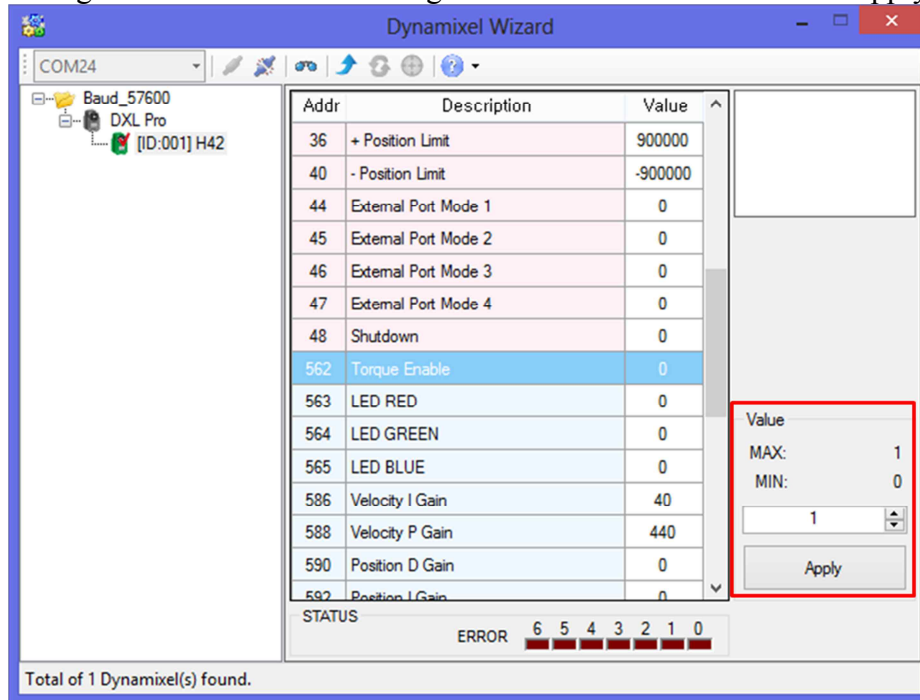 Dynamixel Wizard
COM24
Baud_57600
DXL Pro
[ID:001] H42
Addr Description Value
36 + Position Limit 900000
40 - Position Limit -900000
44 External Port Mode 1 0
45 External Port Mode 2 0
46 External Port Mode 3 0
47 External Port Mode 4 0
48 Shutdown 0
562 Torque Enable 0
563 LED RED 0
564 LED GREEN 0
565 LED BLUE 0
586 Velocity I Gain 40
588 Velocity P Gain 440
590 Position D Gain 0
592 Position I Gain 0
Value
MAX: 1
MIN: 0
1
Apply
STATUS
ERROR 6 5 4 3 2 1 0
Total of 1 Dynamixel(s) found.